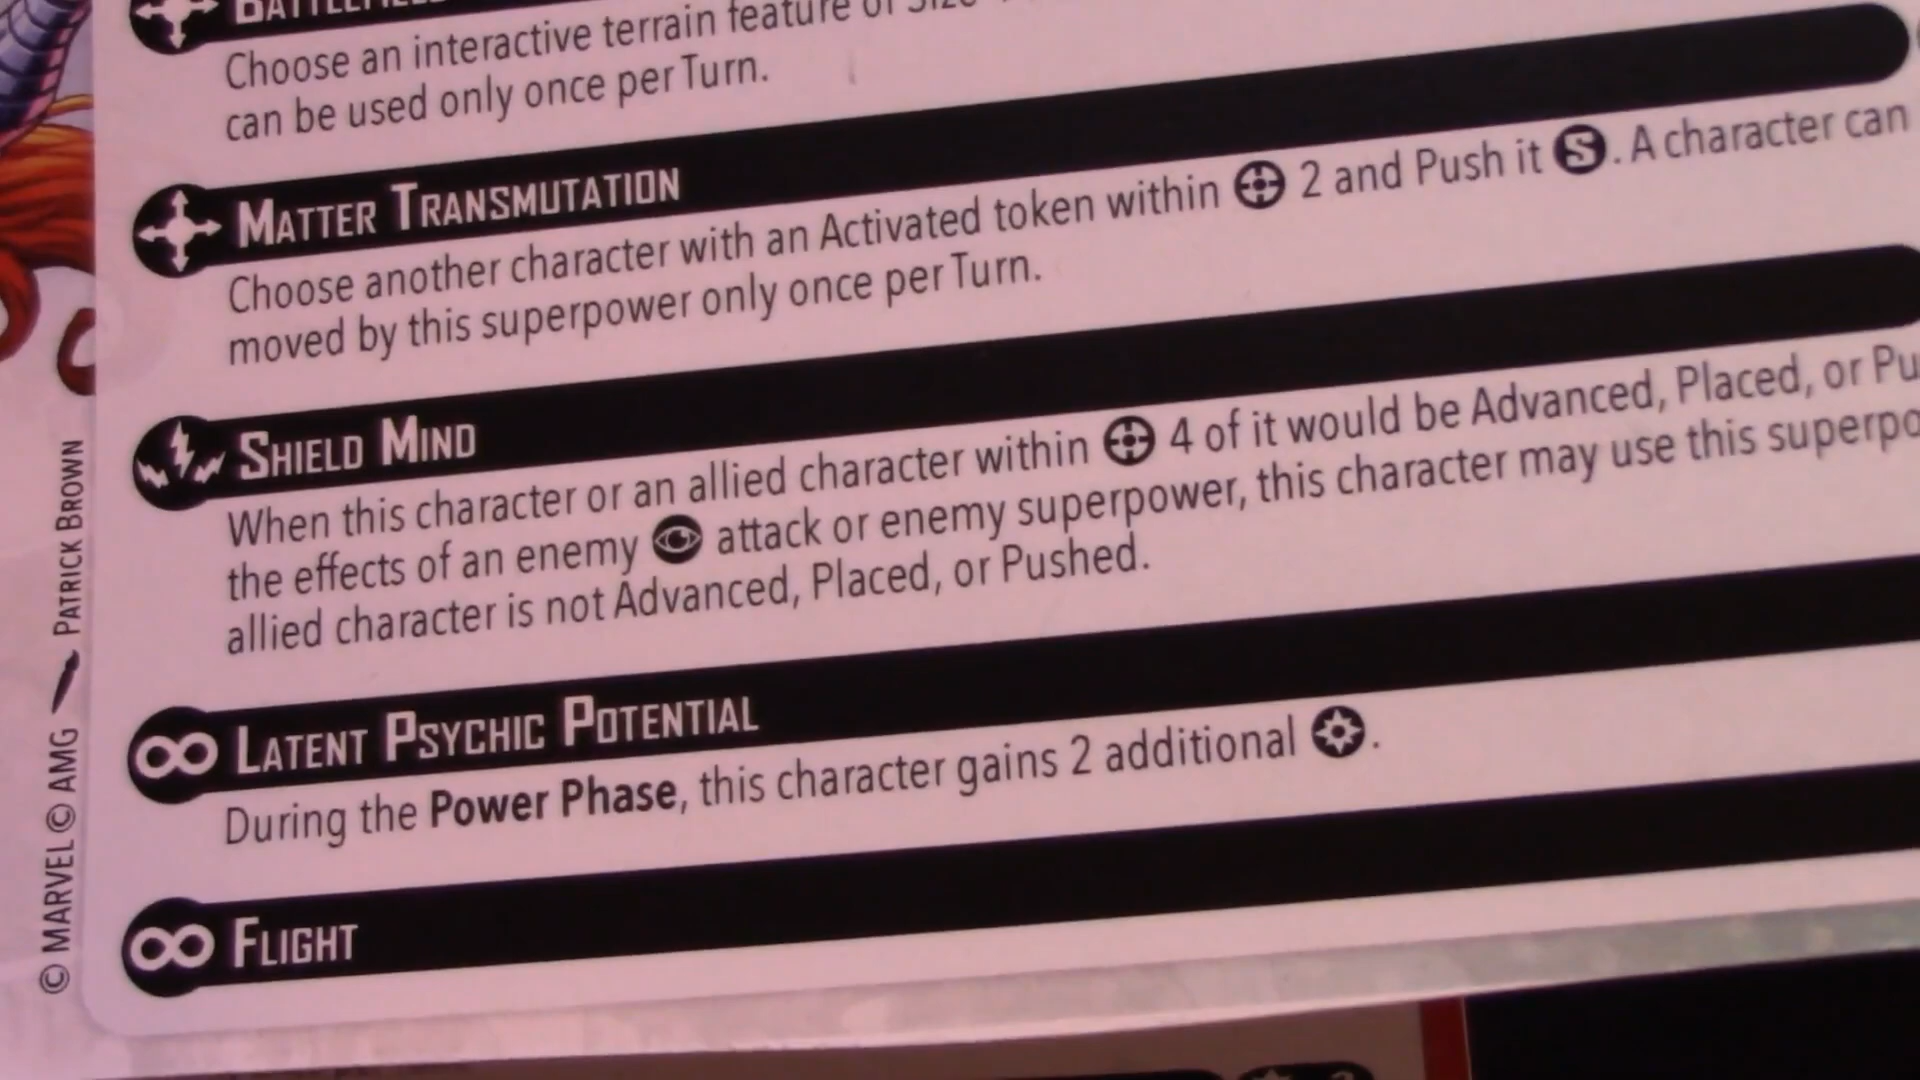 Choose an interactive terrain feature of Size
can be used only once per Turn.
MATTER TRANSMUTATION
Choose another character with an Activated token within 2 and Push it S. A character can
moved by this superpower only once per Turn.
SHIELD MIND
When this character or an allied character within 4 of it would be Advanced, Placed, or Pu
the effects of an enemy attack or enemy superpower, this character may use this superpo
allied character is not Advanced, Placed, or Pushed.
LATENT PSYCHIC POTENTIAL
During the Power Phase, this character gains 2 additional .
FLIGHT
© MARVEL © AMG PATRICK BROWN